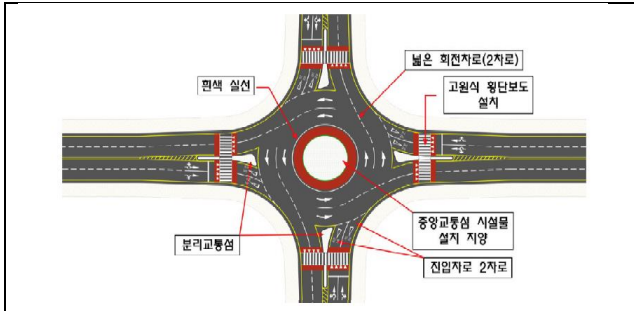 넓은 회전차로(2차로)
흰색 실선
고원식 횡단보도
설치
중앙교통섬 시설물
설치 지양
분리교통섬
진입차로 2차로